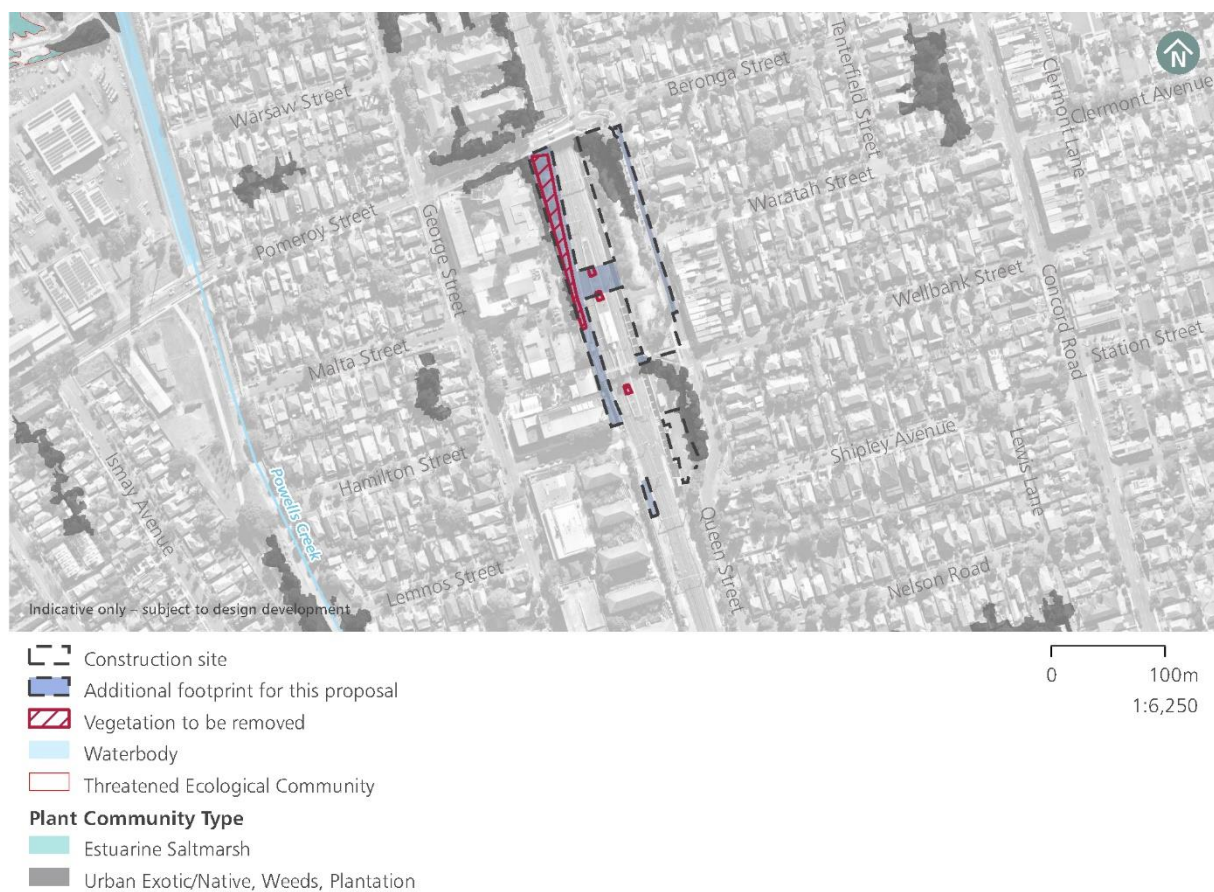 N
Warsaw Street
Beronga Street
Tenterfield Street
Clermont Lane
Clermont Avenue
Pomeroy Street
George Street
Waratah Street
Wellbank Street
Concord Road
Station Street
Malta Street
Hamilton Street
Shipley Avenue
Lewis Lane
Ismay Avenue
Powells Creek
Queen Street
Lemnos Street
Nelson Road
Indicative only – subject to design development
Construction site
Additional footprint for this proposal
Vegetation to be removed
Waterbody
Threatened Ecological Community
Plant Community Type
Estuarine Saltmarsh
Urban Exotic/Native, Weeds, Plantation
0 100m
1:6,250